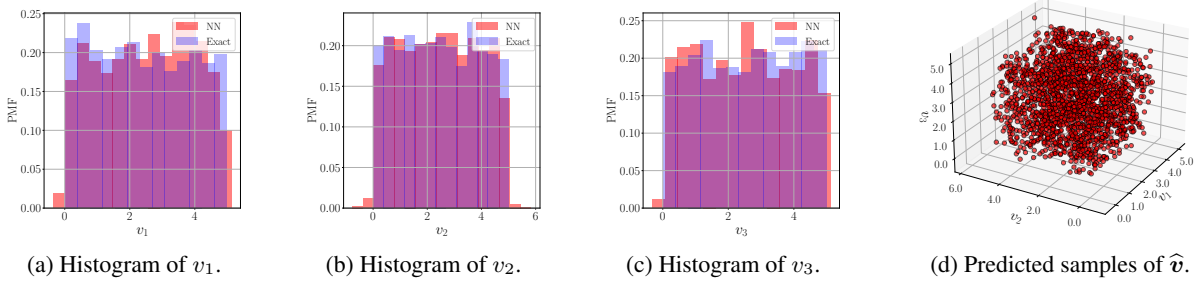 NN
Exact
PMF
0.25
0.20
0.15
0.10
0.05
0.00
0
2
4
v1
(a) Histogram of v1.
NN
Exact
PMF
0.20
0.15
0.10
0.05
0.00
0
2
4
6
v2
(b) Histogram of v2.
NN
Exact
PMF
0.25
0.20
0.15
0.10
0.05
0.00
0
2
4
v3
(c) Histogram of v3.
5.0
4.0
3.0
2.0
1.0
0.0
v3
6.0
4.0
2.0
0.0
v2
0.0
1.0
2.0
3.0
4.0
5.0
v1
(d) Predicted samples of v̂.